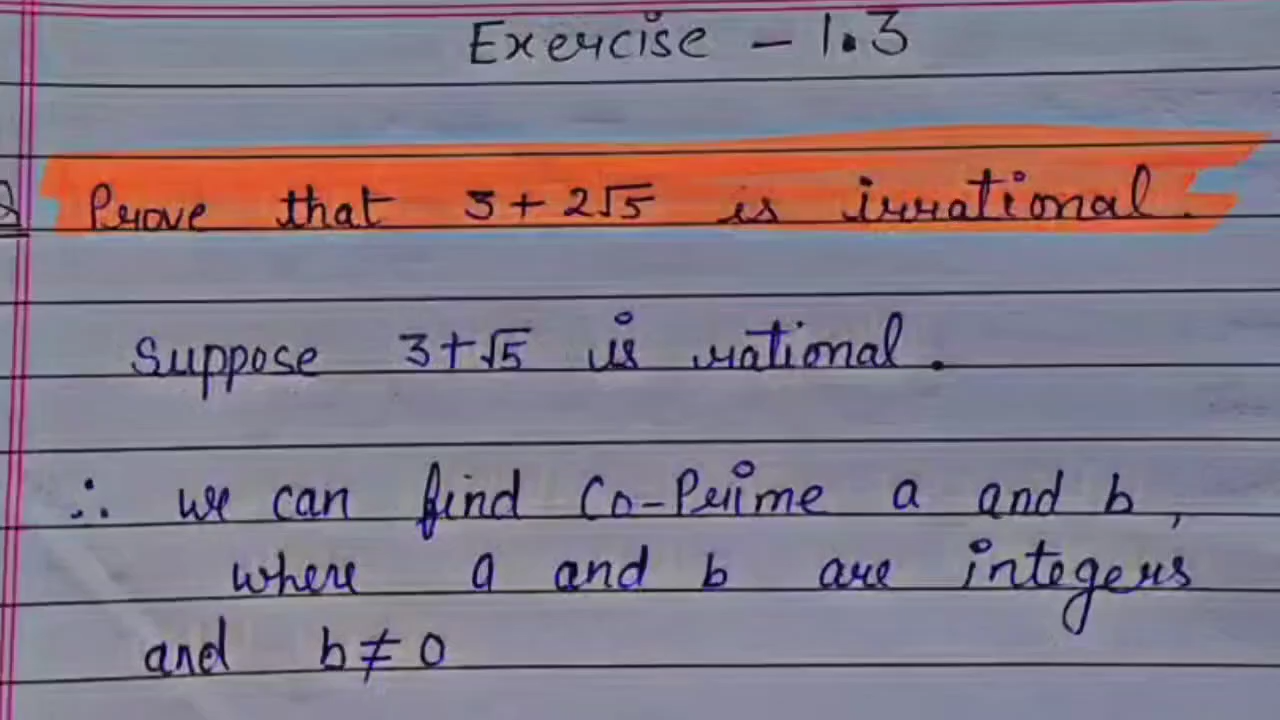 Exercise - 1.3
Q Prove that 3+2√5 is irrational.
Suppose 3+√5 is rational.
∴ we can find Co-Prime a and b,
where a and b are integers
and b≠0